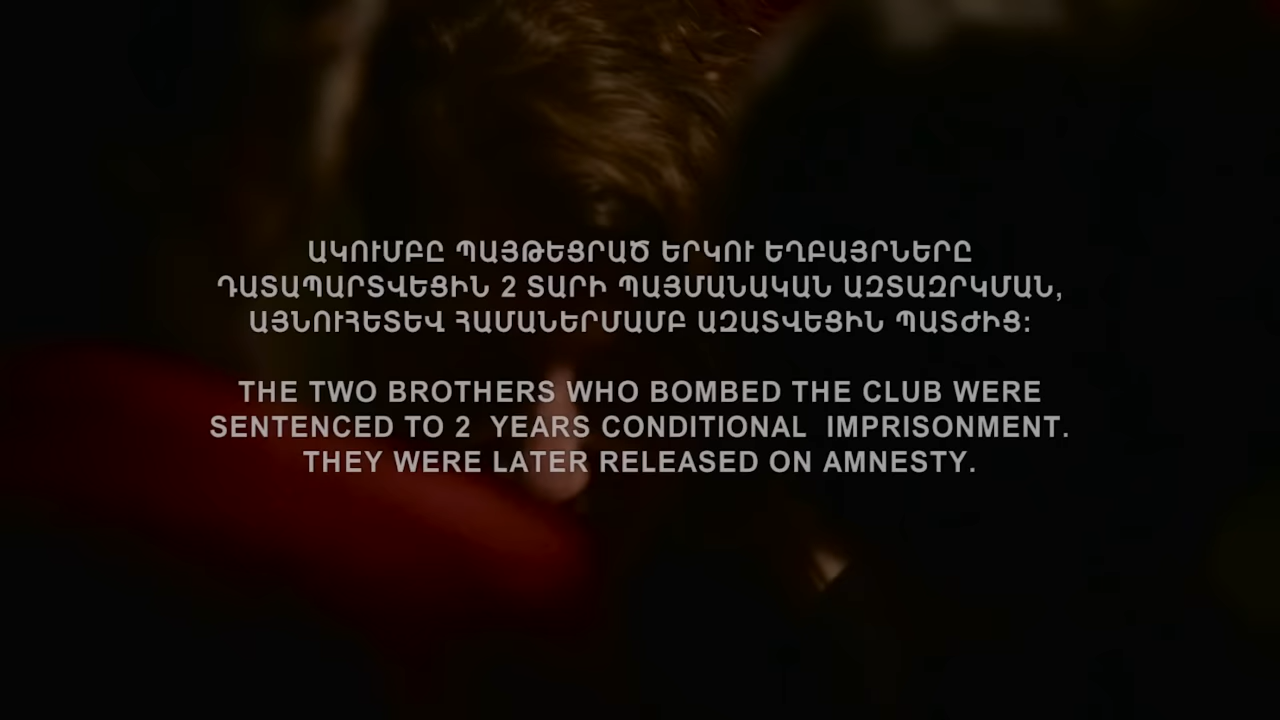 ԱԿՈՒՄԲԸ ՊԱՅԹԵՑՐԱԾ ԵՐԿՈՒ ԵՂԲԱՅՐՆԵՐԸ
ԴԱՏԱՊԱՐՏՎԵՑԻՆ 2 ՏԱՐԻ ՊԱՅՄԱՆԱԿԱՆ ԱԶՏԱԶՐԿՄԱՆ,
ԱՅՆՈՒՀԵՏԵՎ ՀԱՄԱՆԵՐՄԱՄԲ ԱԶԱՏՎԵՑԻՆ ՊԱՏԺԻՑ։
THE TWO BROTHERS WHO BOMBED THE CLUB WERE
SENTENCED TO 2 YEARS CONDITIONAL IMPRISONMENT.
THEY WERE LATER RELEASED ON AMNESTY.